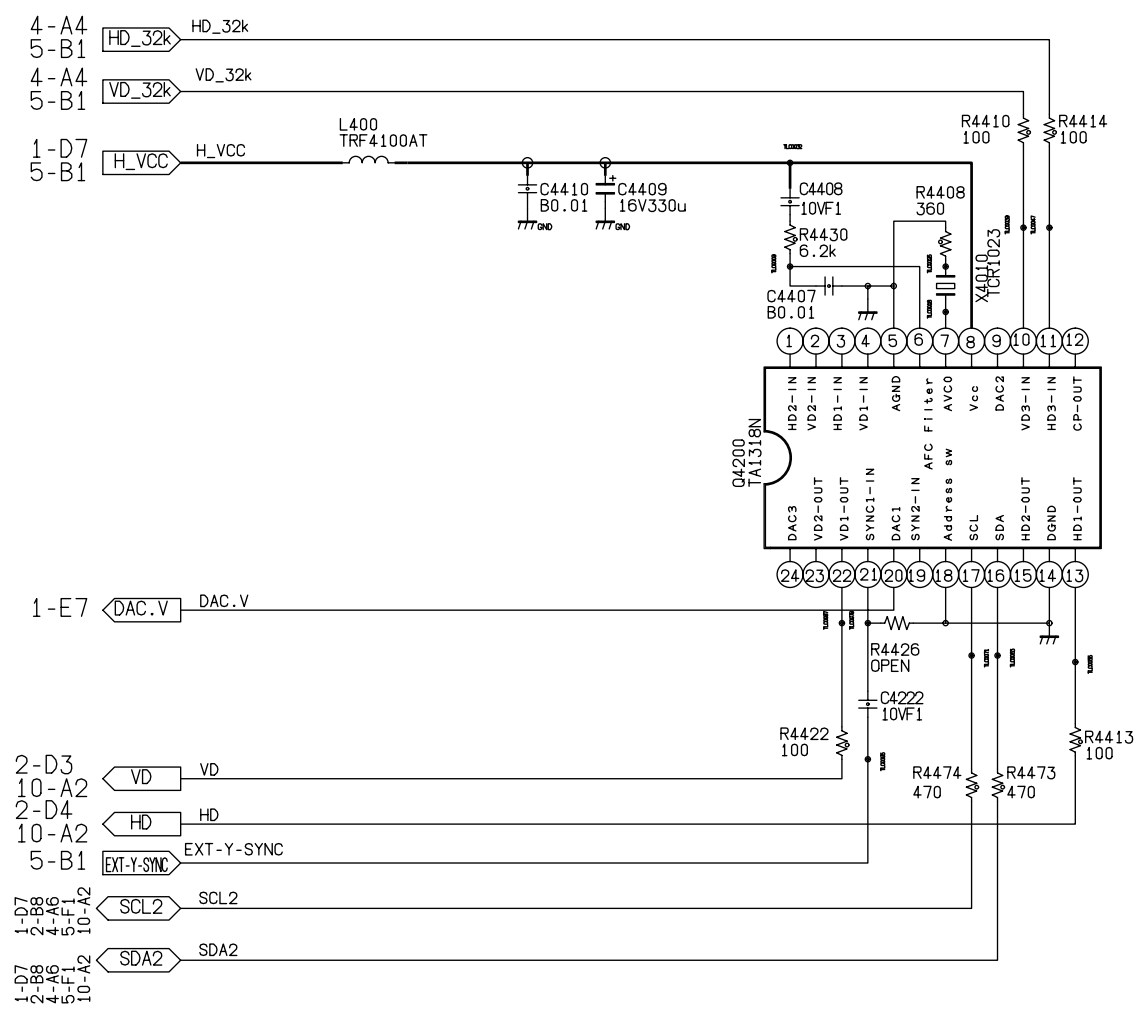 4-A4
5-B1
HD_32k
HD_32k
4-A4
5-B1
VD_32k
VD_32k
1-D7
5-B1
H_VCC
H_VCC
L400
TRF4100AT
R4410
100
R4414
100
C4410
B0.01
GND
C4409
16V330u
GND
C4408
10VF1
R4430
6.2k
C4407
B0.01
R4408
360
X4010
TCR1023
1
2
3
4
5
6
7
8
9
10
11
12
HD2-IN
VD2-IN
HD1-IN
VD1-IN
AGND
AFC Filter
AVCO
Vcc
DAC2
VD3-IN
HD3-IN
CP-OUT
Q4200
TA1318N
DAC3
VD2-OUT
VD1-OUT
SYNC1-IN
DAC1
SYN2-IN
Address sw
SCL
SDA
HD2-OUT
DGND
HD1-OUT
24
23
22
21
20
19
18
17
16
15
14
13
1-E7
DAC.V
DAC.V
R4426
OPEN
C4222
10VF1
R4422
100
R4474
470
R4473
470
R4413
100
2-D3
10-A2
VD
VD
2-D4
10-A2
HD
HD
5-B1
EXT-Y-SYNC
EXT-Y-SYNC
1-D7
2-B8
4-A6
5-F1
10-A2
SCL2
SCL2
1-D7
2-B8
4-A6
5-F1
10-A2
SDA2
SDA2